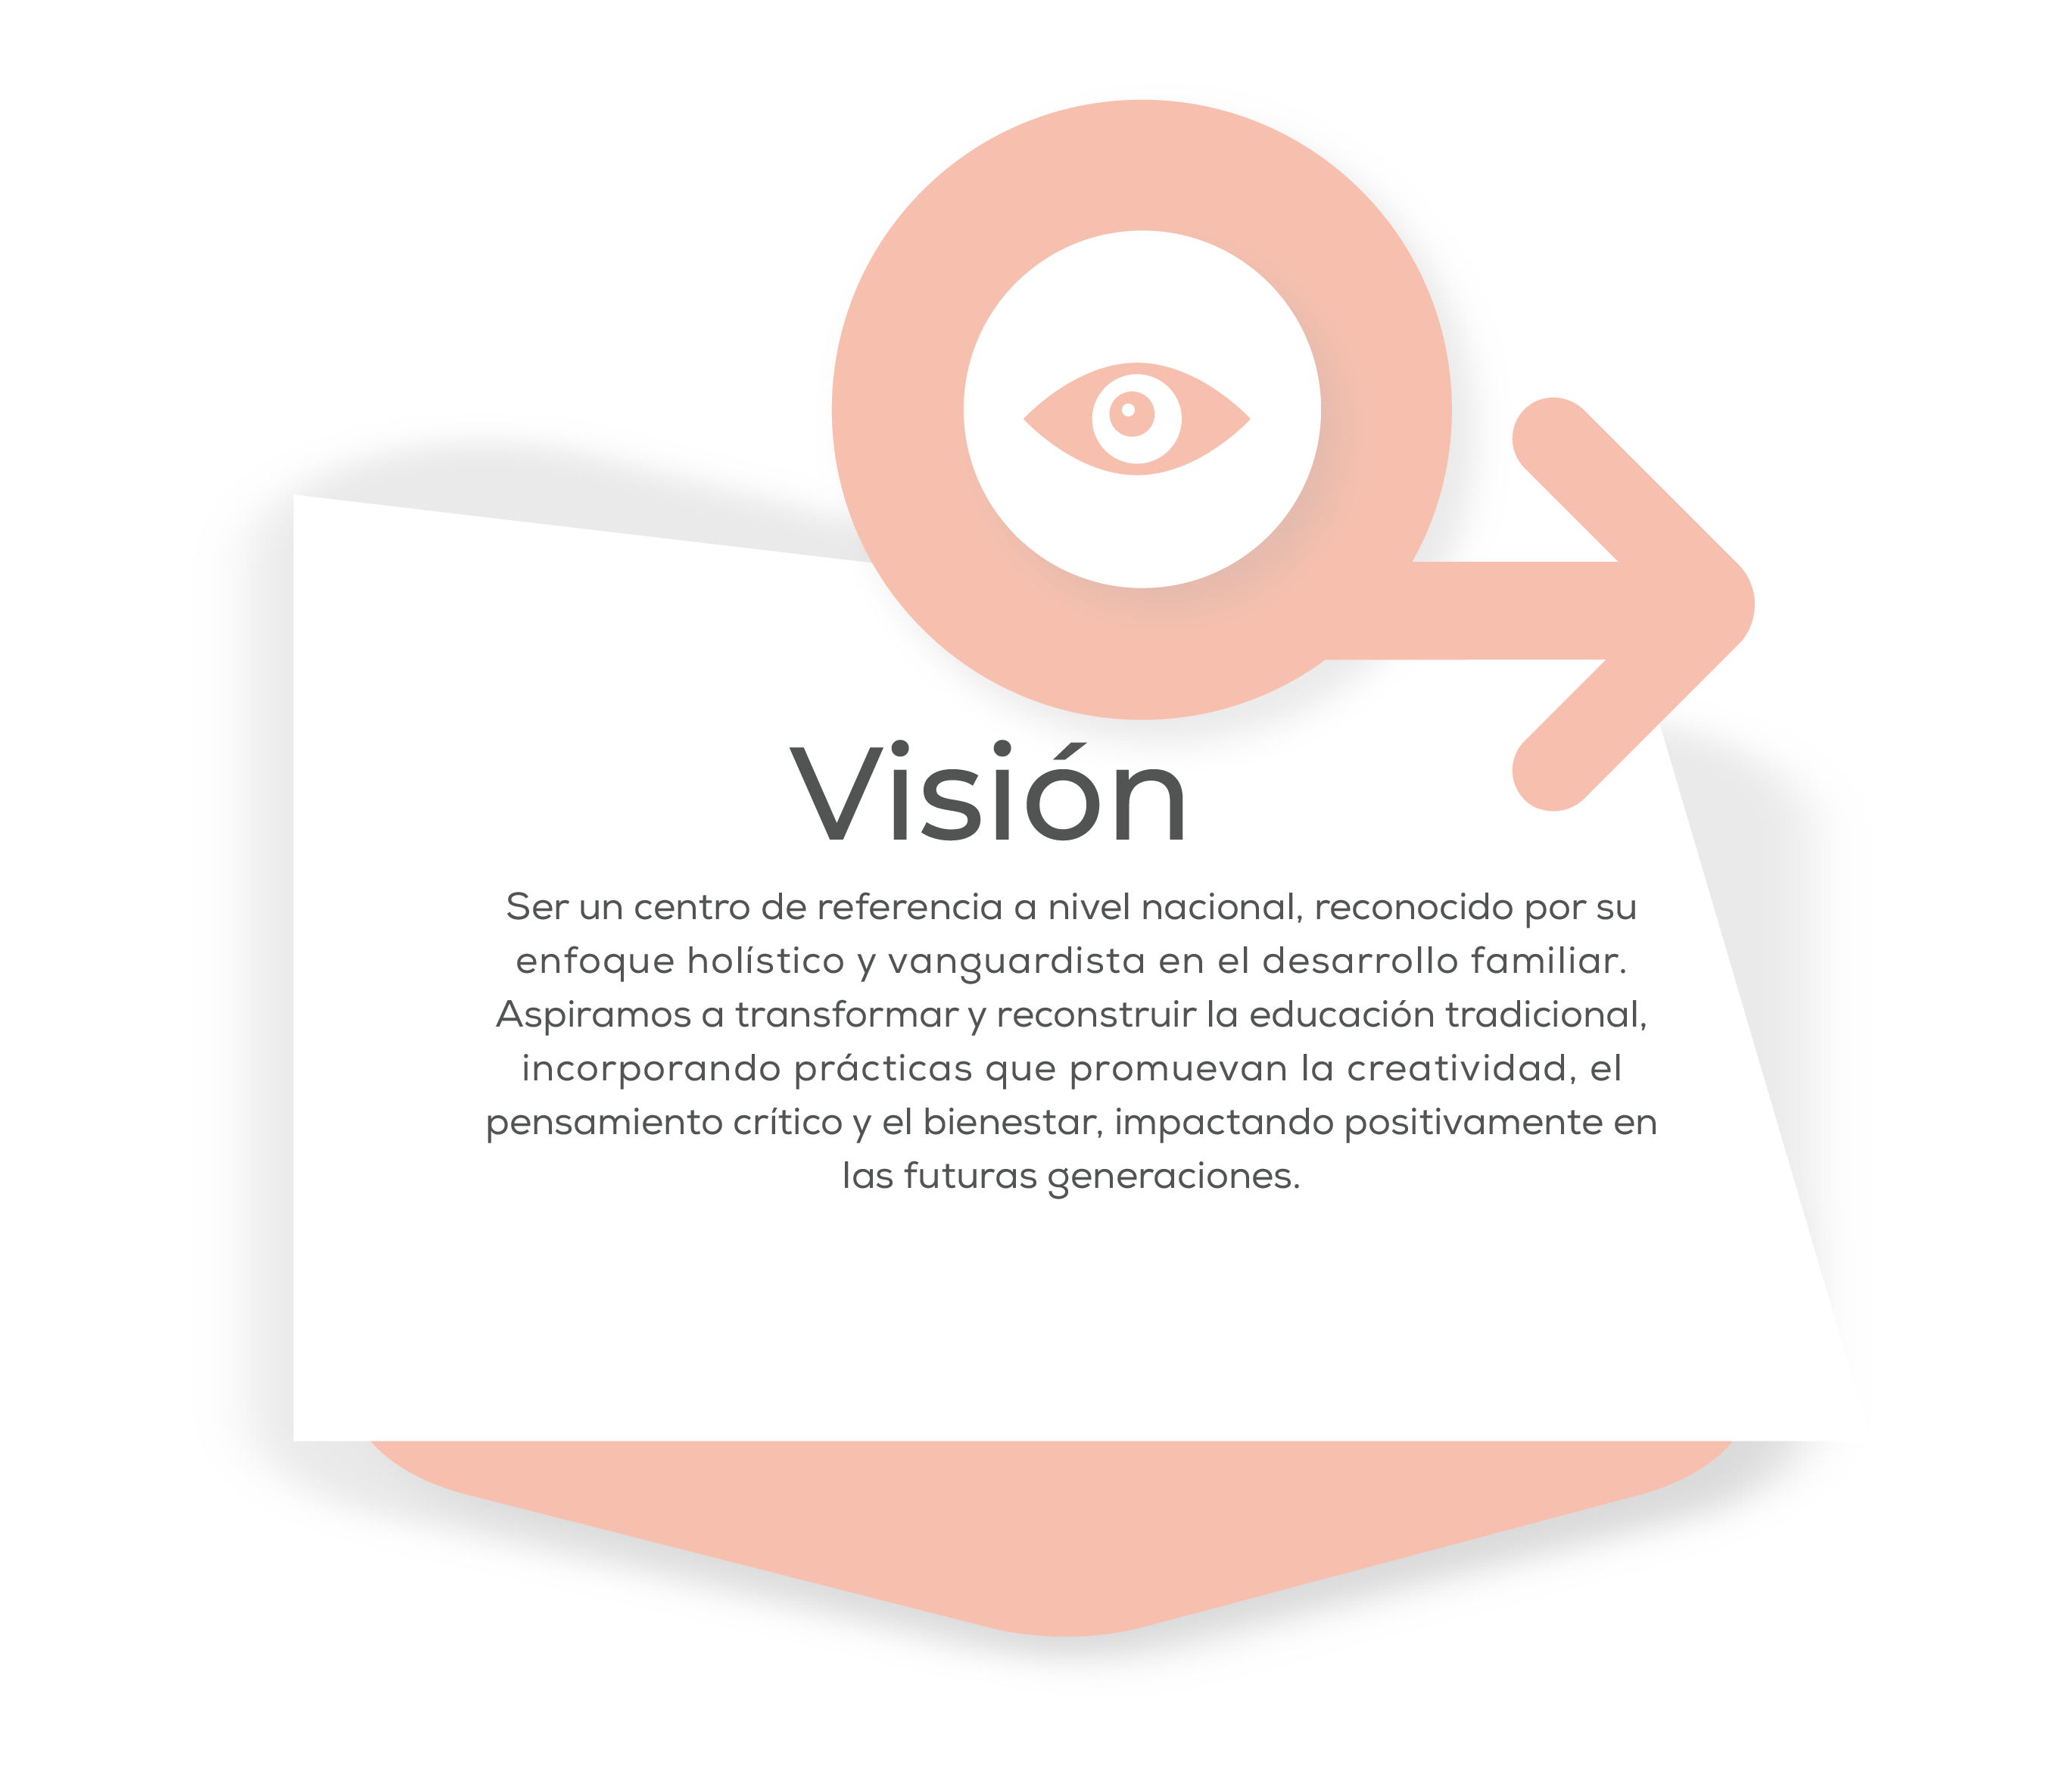 Visión
Ser un centro de referencia a nivel nacional, reconocido por su
enfoque holístico y vanguardista en el desarrollo familiar.
Aspiramos a transformar y reconstruir la educación tradicional,
incorporando prácticas que promuevan la creatividad, el
pensamiento crítico y el bienestar, impactando positivamente en
las futuras generaciones.